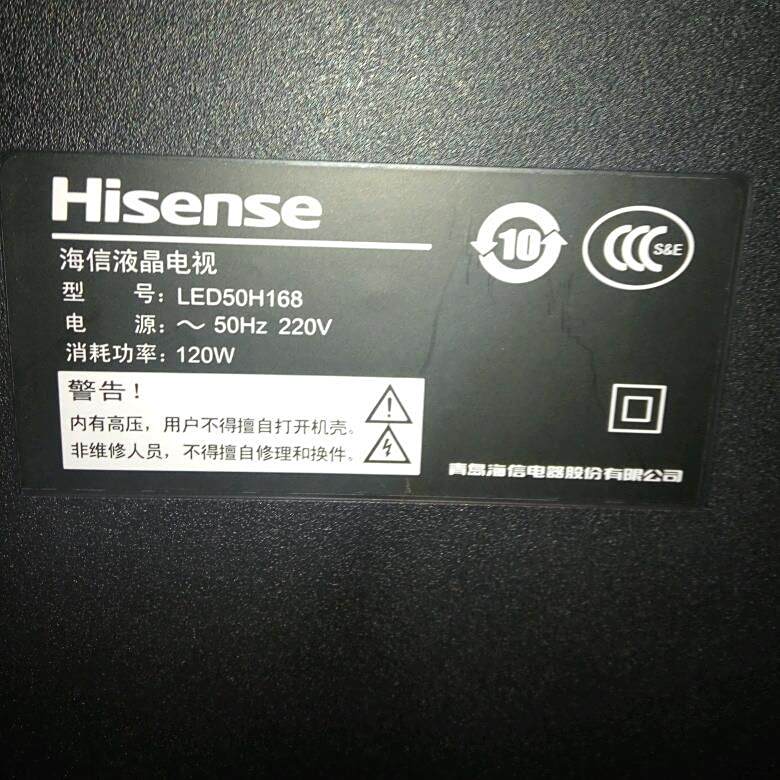 Hisense
10
CCC S&E
海信液晶电视
型 号: LED50H168
电 源: ～ 50Hz 220V
消耗功率: 120W
警告!
内有高压，用户不得擅自打开机壳。
非维修人员，不得擅自修理和换件。
青岛海信电器股份有限公司